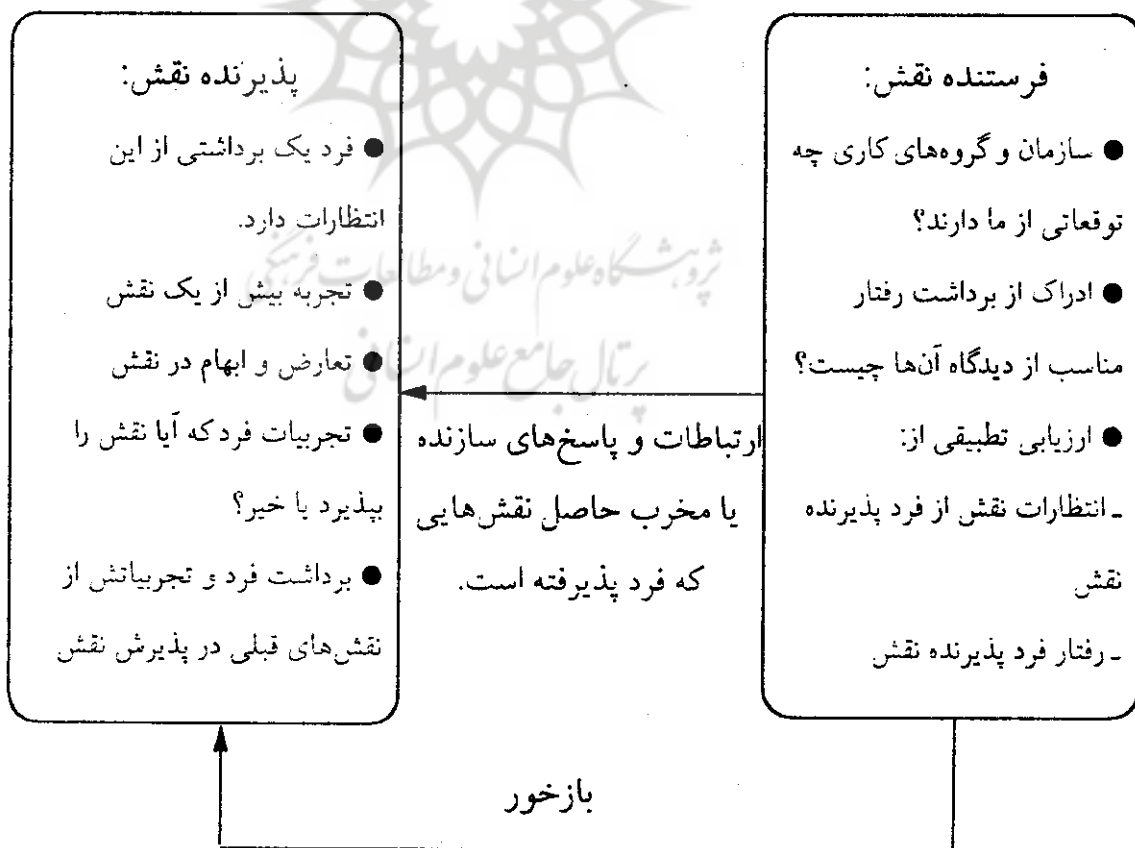 فرستنده نقش:
● سازمان و گروه‌های کاری چه
توقعاتی از ما دارند؟
● ادراک از برداشت رفتار
مناسب از دیدگاه آن‌ها چیست؟
● ارزیابی تطبیقی از:
ـ انتظارات نقش از فرد پذیرنده
نقش
ـ رفتار فرد پذیرنده نقش
ارتباطات و پاسخ‌های سازنده
یا مخرب حاصل نقش‌هایی
که فرد پذیرفته است.
پذیرنده نقش:
● فرد یک برداشتی از این
انتظارات دارد.
● تجربه بیش از یک نقش
● تعارض و ابهام در نقش
● تجربیات فرد که آیا نقش را
بپذیرد یا خیر؟
● برداشت فرد و تجربیاتش از
نقش‌های قبلی در پذیرش نقش
بازخور
پژوهشگاه علوم انسانی و مطالعات فرهنگی
پرتال جامع علوم انسانی